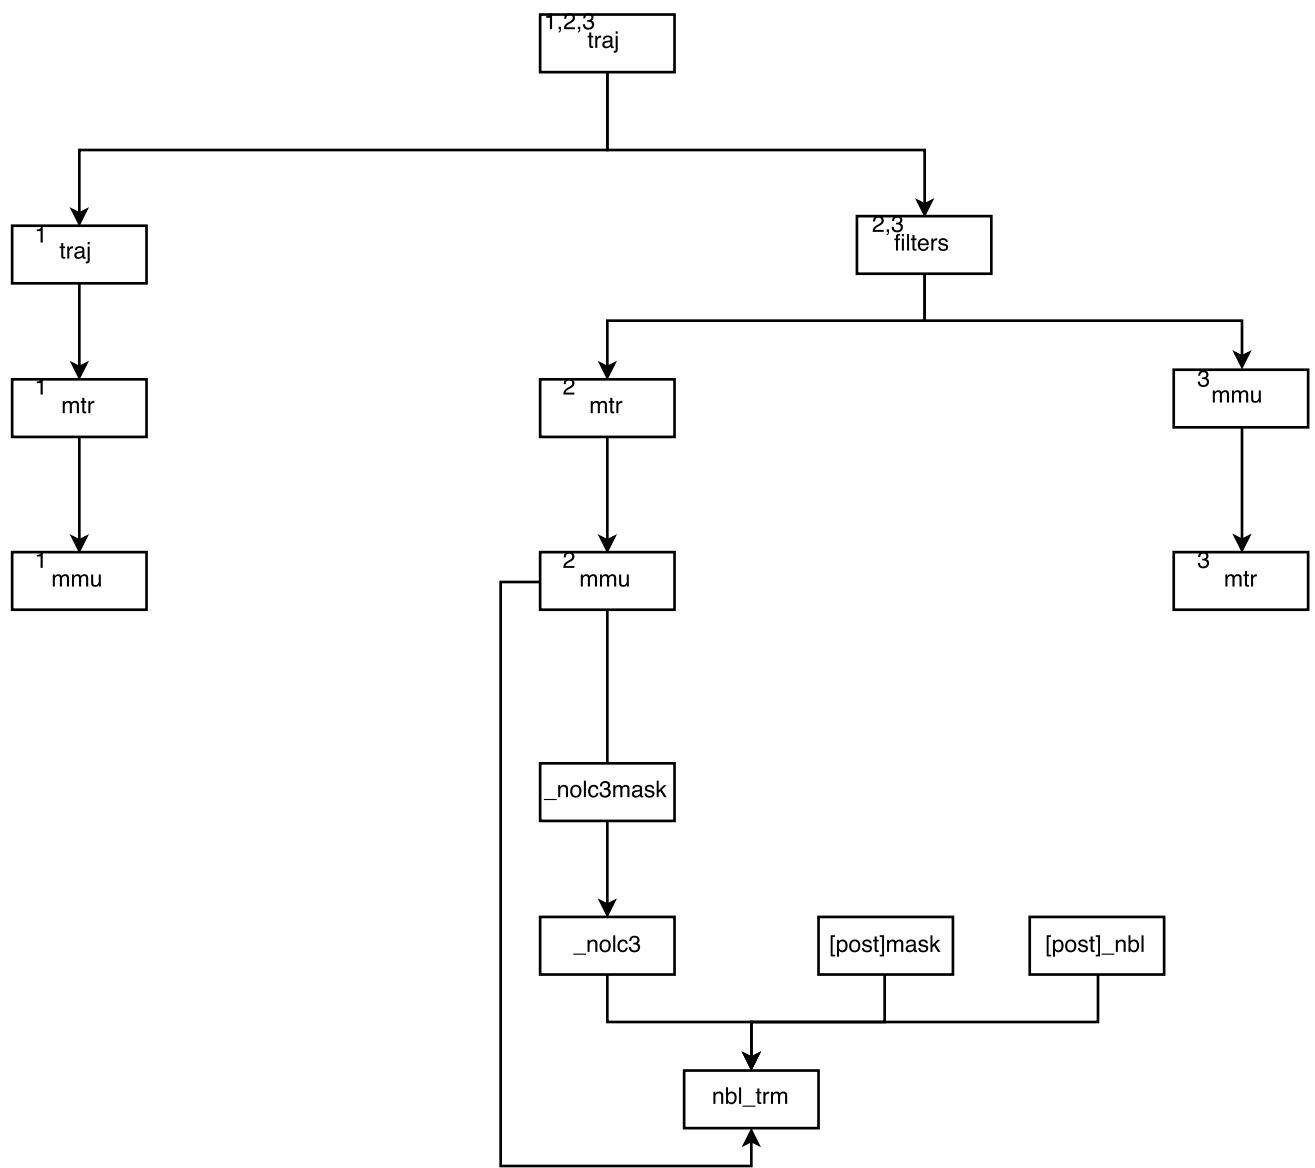 1,2,3
traj
1
traj
2,3
filters
1
mtr
2
mtr
3
mmu
1
mmu
2
mmu
3
mtr
_nolc3mask
_nolc3
[post]mask
[post]_nbl
nbl_trm